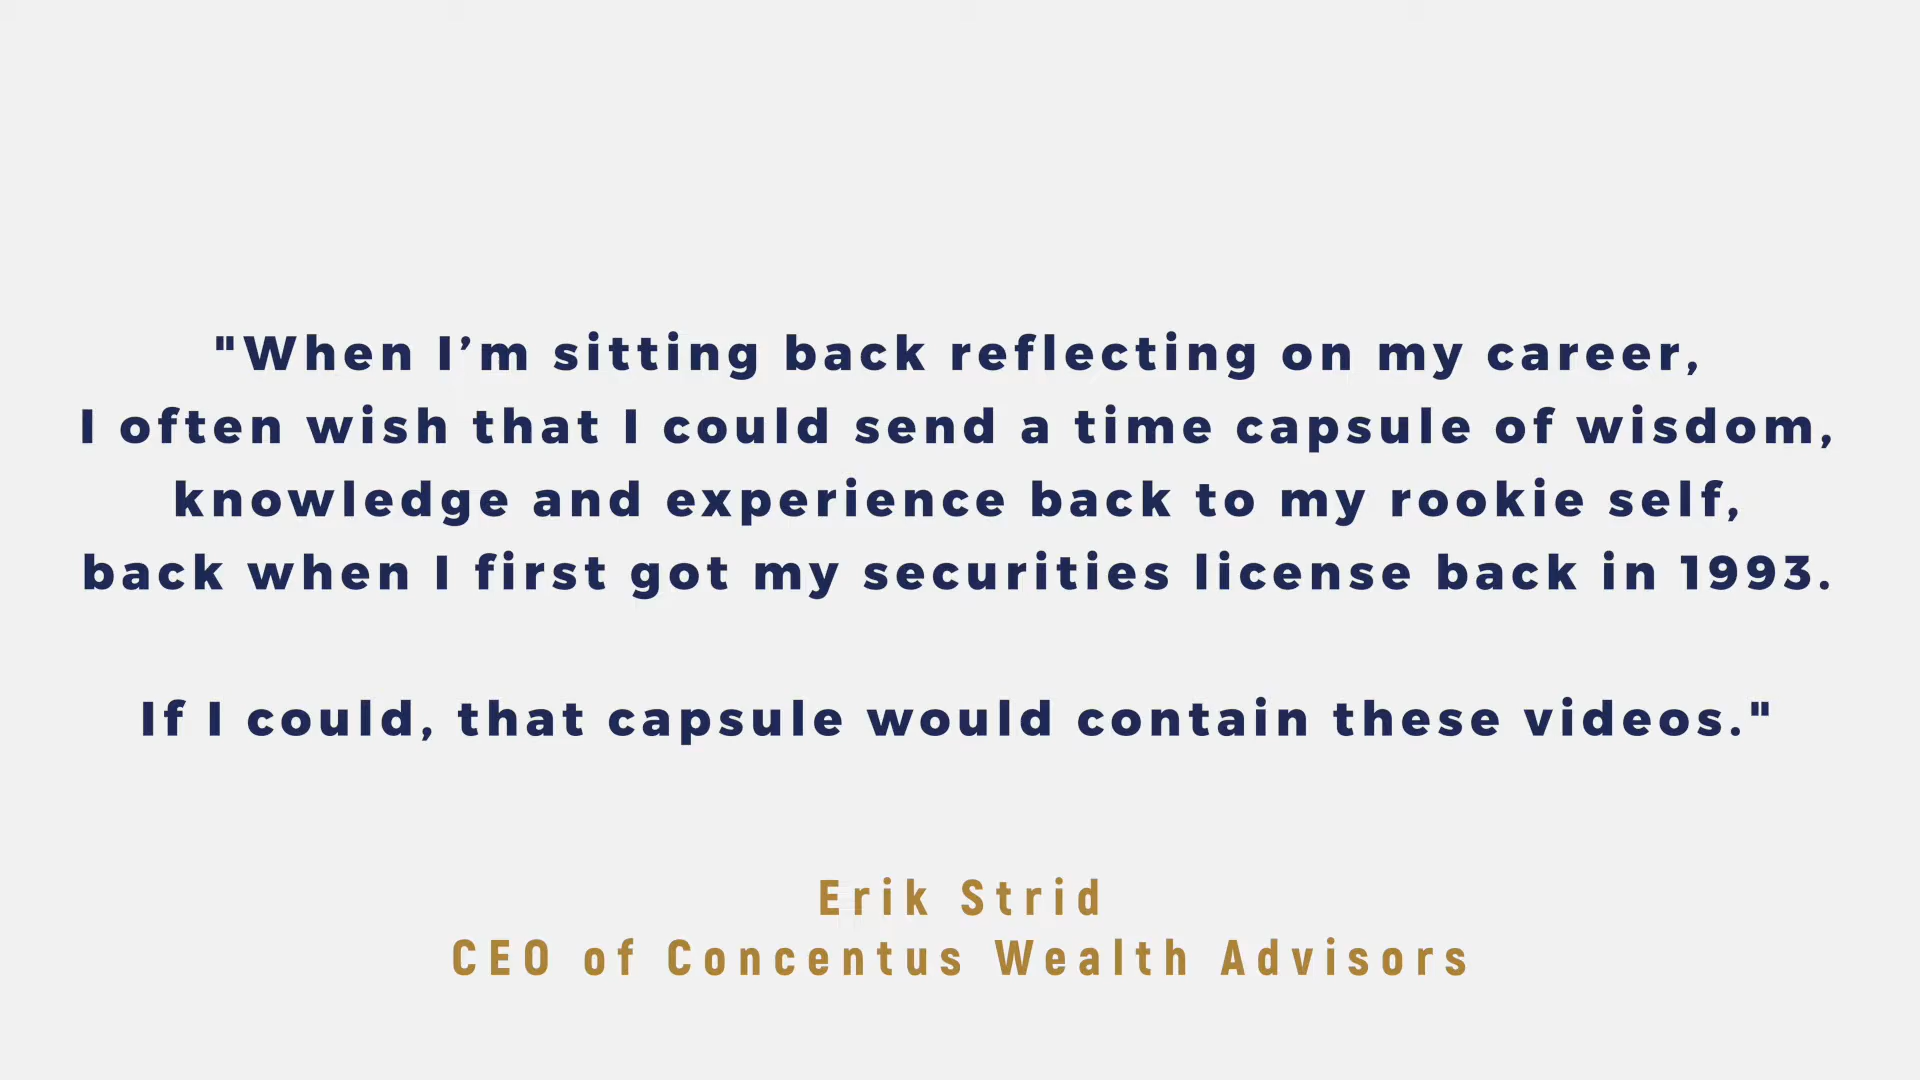 "When I’m sitting back reflecting on my career,
I often wish that I could send a time capsule of wisdom,
knowledge and experience back to my rookie self,
back when I first got my securities license back in 1993.
If I could, that capsule would contain these videos."
Erik Strid
CEO of Concentus Wealth Advisors